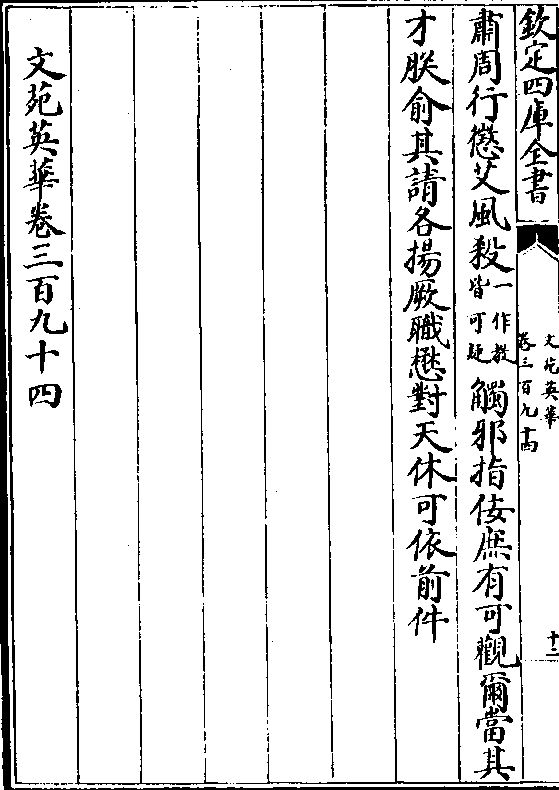 欽定四庫全書
文苑英華
卷三百九十四
十二
肅周行懲艾風殺一作教皆可疑觸邪指佞庶有可觀爾當其
才朕俞其請各揚厥職懋對天休可依前件
文苑英華卷三百九十四